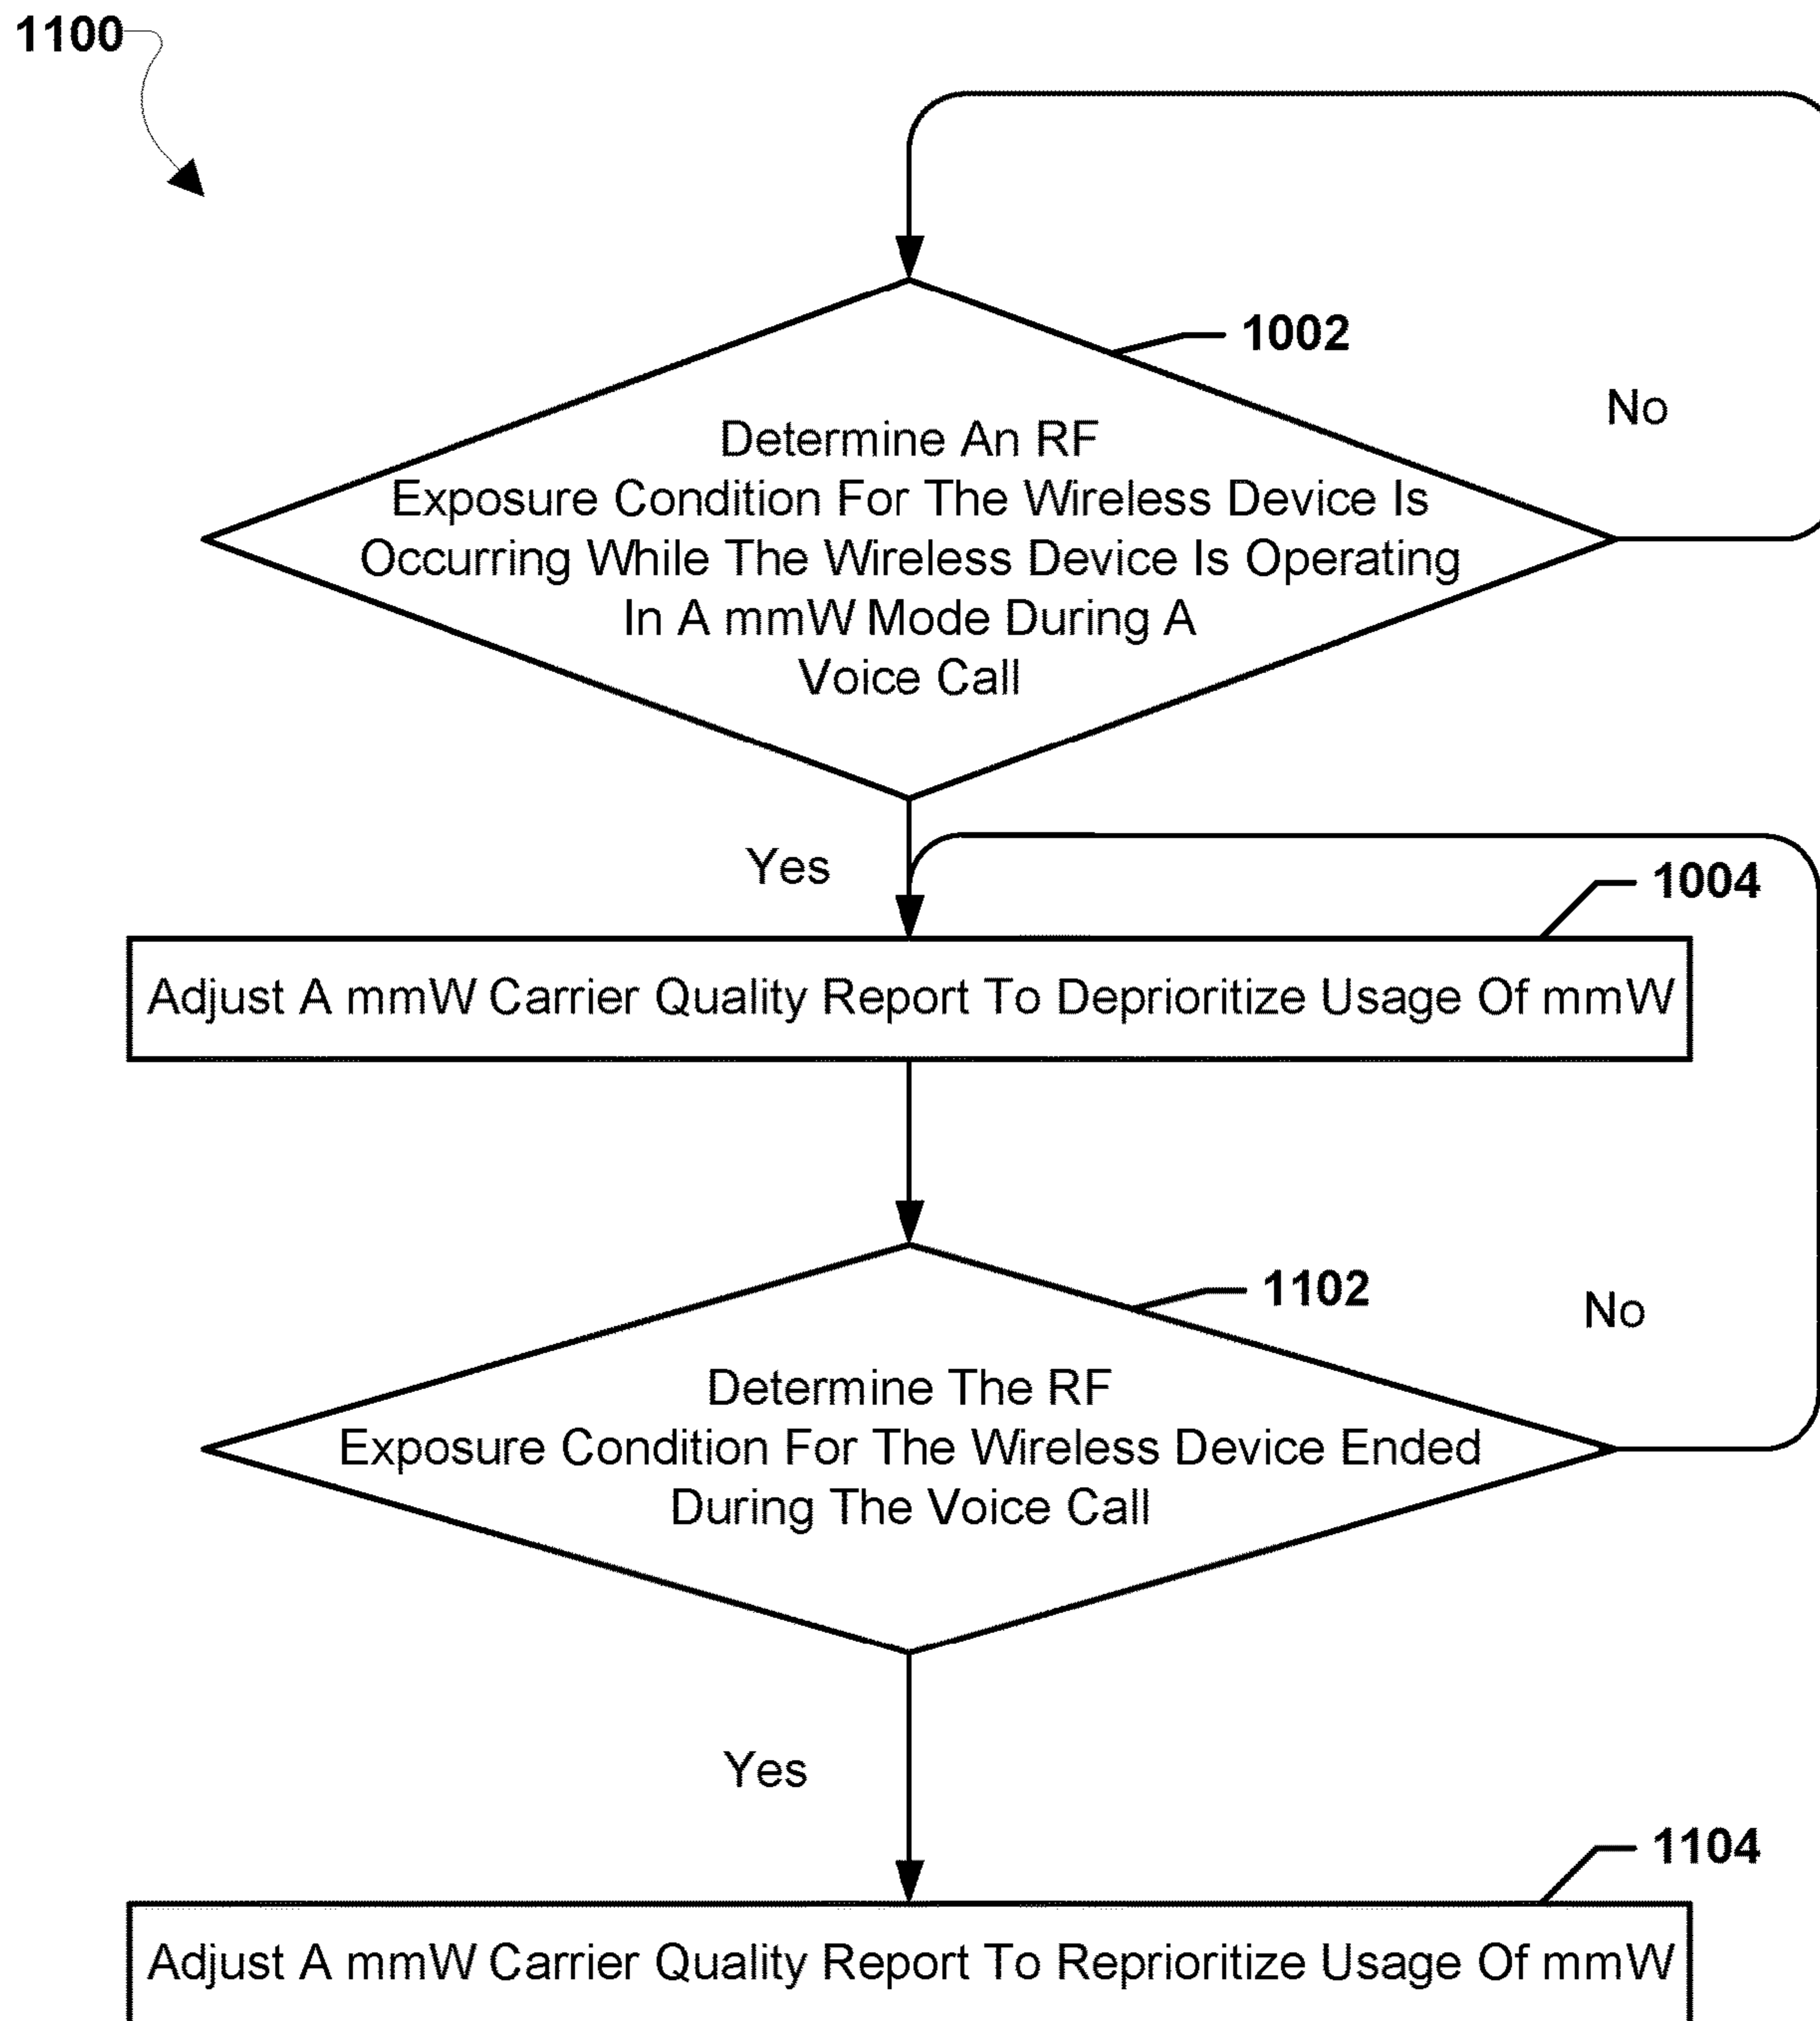 1100
1002
No
Determine An RF
Exposure Condition For The Wireless Device Is
Occurring While The Wireless Device Is Operating
In A mmW Mode During A
Voice Call
Yes
1004
Adjust A mmW Carrier Quality Report To Deprioritize Usage Of mmW
1102
No
Determine The RF
Exposure Condition For The Wireless Device Ended
During The Voice Call
Yes
1104
Adjust A mmW Carrier Quality Report To Reprioritize Usage Of mmW